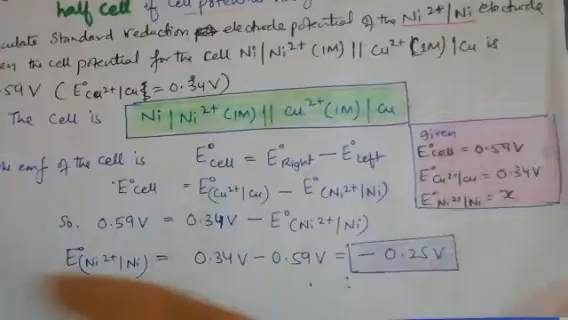 half cell if cell potential
culate Standard reduction electrode potential of the Ni²⁺/Ni electrode
en the cell potential for the cell Ni | Ni²⁺ (1M) || Cu²⁺ (1M) | Cu is
.59 V ( E°Cu²⁺/Cu = 0.34V)
The cell is Ni | Ni²⁺ (1M) || Cu²⁺ (1M) | Cu
given
E°cell = 0.59V
E°Cu²⁺/Cu = 0.34V
E°Ni²⁺/Ni = x
he emf of the cell is E°cell = E°Right − E°Left
E°cell = E°(Cu²⁺/Cu) − E°(Ni²⁺/Ni)
So, 0.59V = 0.34V − E°(Ni²⁺/Ni)
E°(Ni²⁺/Ni) = 0.34V − 0.59V = − 0.25V